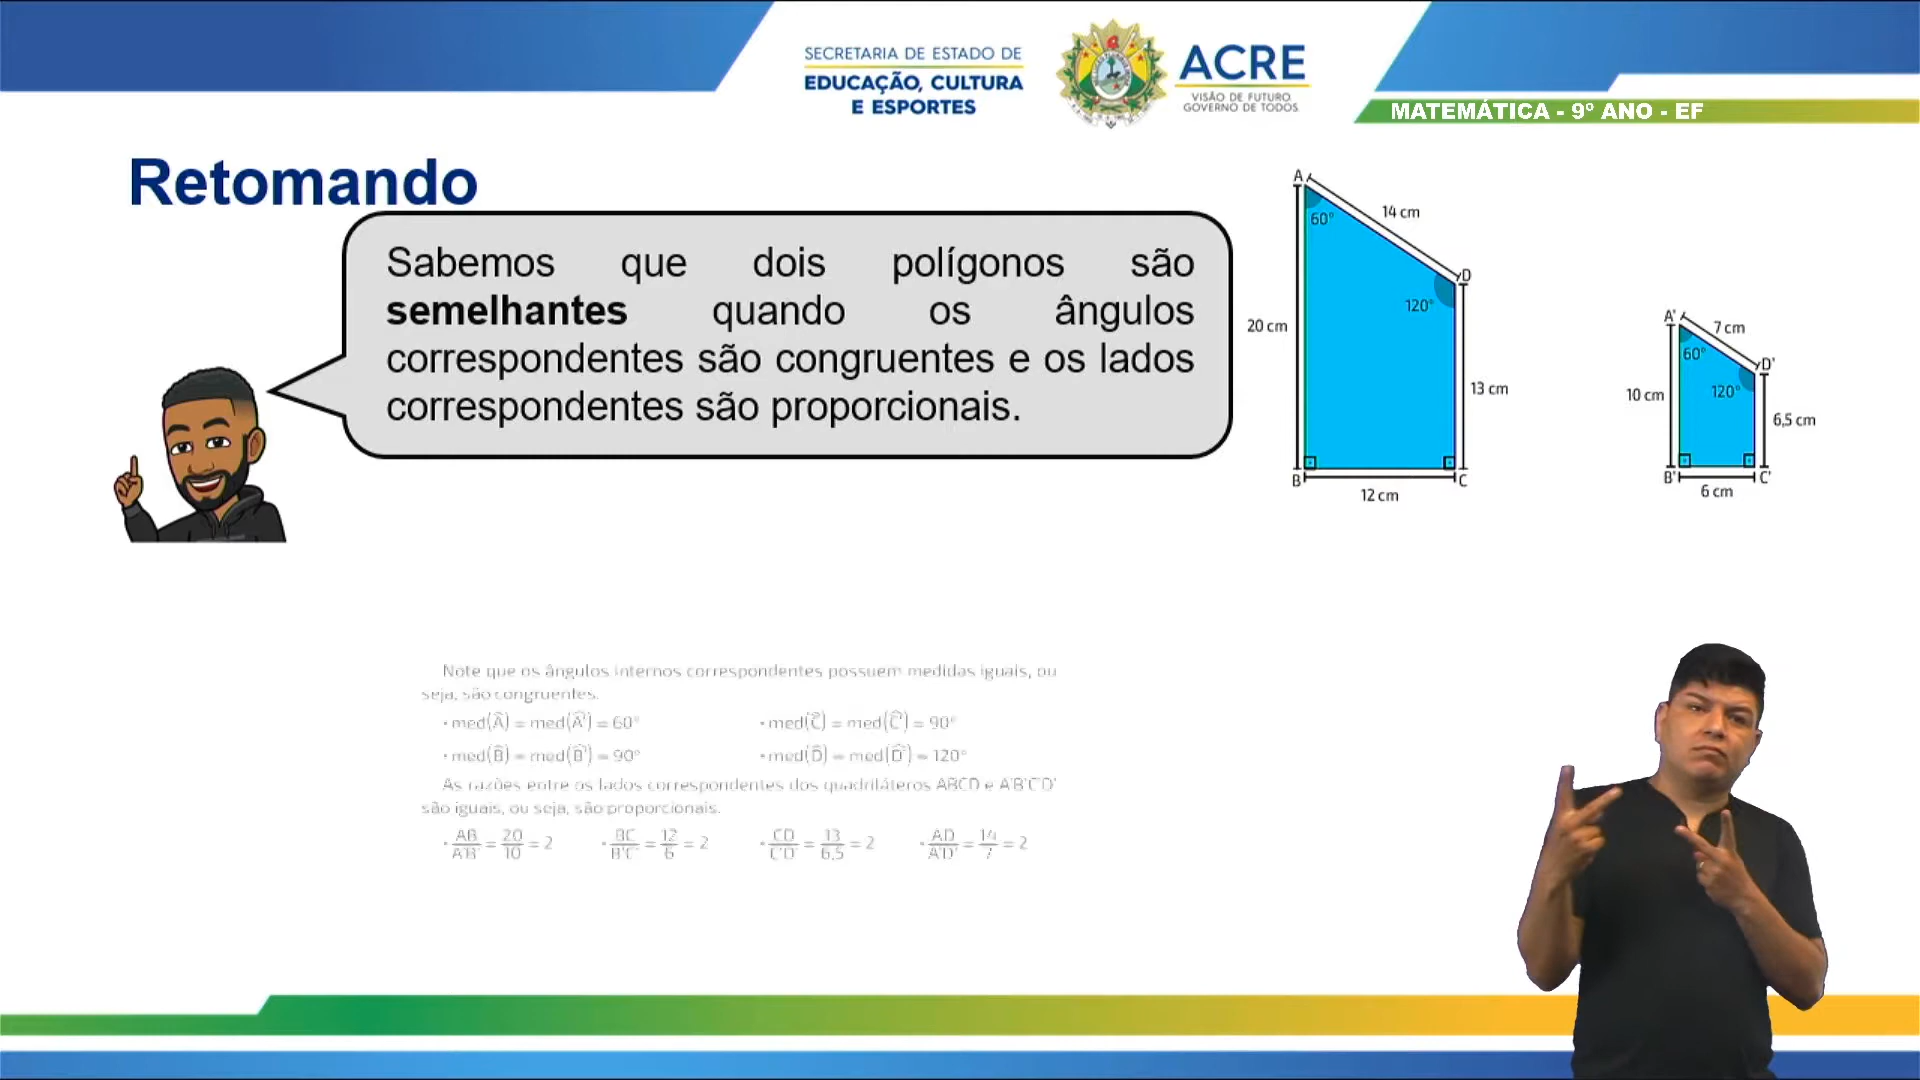 SECRETARIA DE ESTADO DE
EDUCAÇÃO, CULTURA
E ESPORTES
ACRE
VISÃO DE FUTURO.
GOVERNO DE TODOS.
MATEMÁTICA - 9º ANO - EF
Retomando
Sabemos que dois polígonos são
semelhantes quando os ângulos
correspondentes são congruentes e os lados
correspondentes são proporcionais.
A
60°
14 cm
D
120°
20 cm
13 cm
B
12 cm
C
A'
60°
7 cm
D'
120°
10 cm
6,5 cm
B'
6 cm
C'
Note que os ângulos internos correspondentes possuem medidas iguais, ou
seja, são congruentes.
• med(Â) = med(Â') = 60° • med(Ĉ) = med(Ĉ') = 90°
• med(B̂) = med(B̂') = 90° • med(D̂) = med(D̂') = 120°
As razões entre os lados correspondentes dos quadriláteros ABCD e A'B'C'D'
são iguais, ou seja, são proporcionais.
• AB/A'B' = 20/10 = 2 • BC/B'C' = 12/6 = 2 • CD/C'D' = 13/6,5 = 2 • AD/A'D' = 14/7 = 2